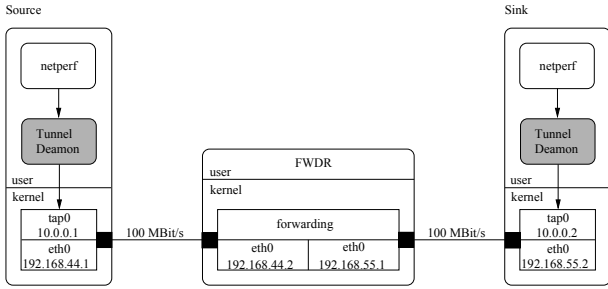 Source
Sink
netperf
netperf
Tunnel
Deamon
Tunnel
Deamon
FWDR
user
user
user
kernel
kernel
kernel
tap0
10.0.0.1
forwarding
tap0
10.0.0.2
100 MBit/s
100 MBit/s
eth0
192.168.44.1
eth0
192.168.44.2
eth0
192.168.55.1
eth0
192.168.55.2